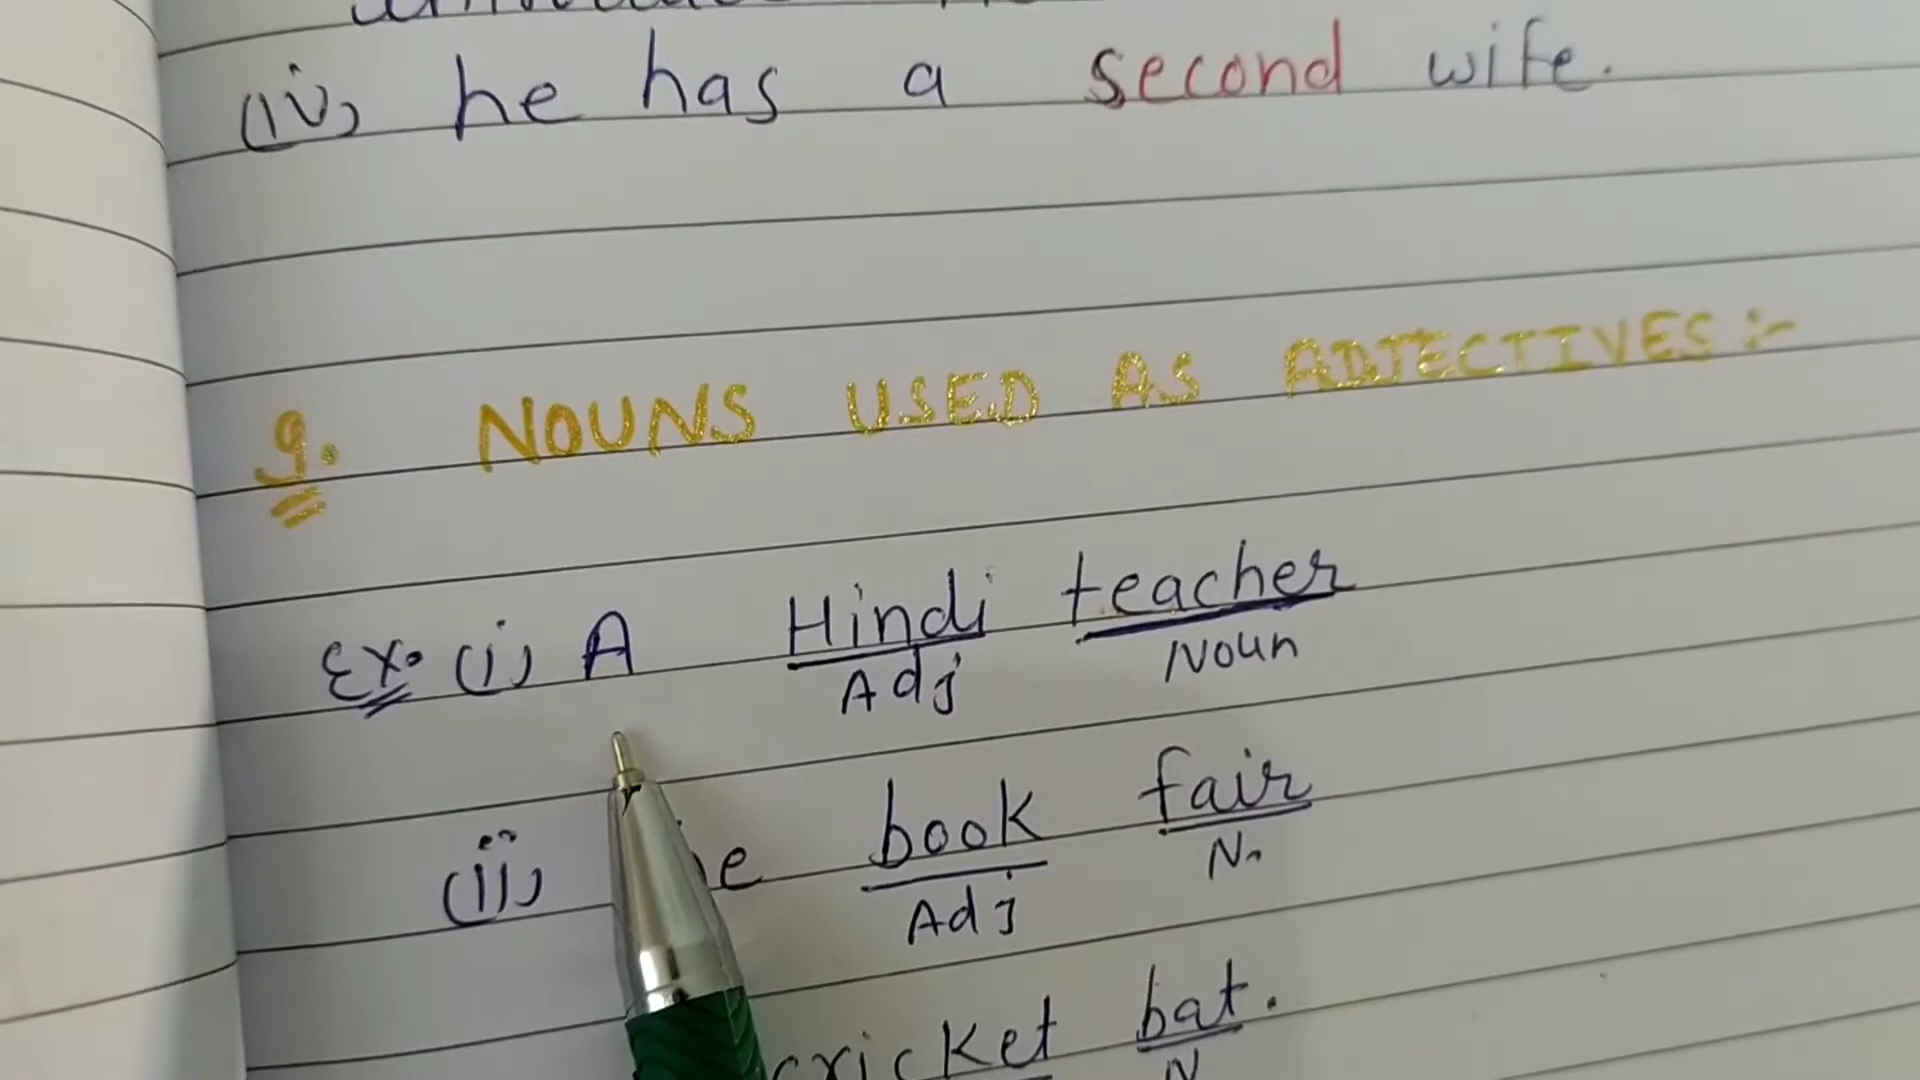 (iv) he has a second wife.
9. NOUNS USED AS ADJECTIVES :-
Ex. (i) A Hindi teacher
Adj Noun
(ii) book fair
Adj N.
cricket bat.
N